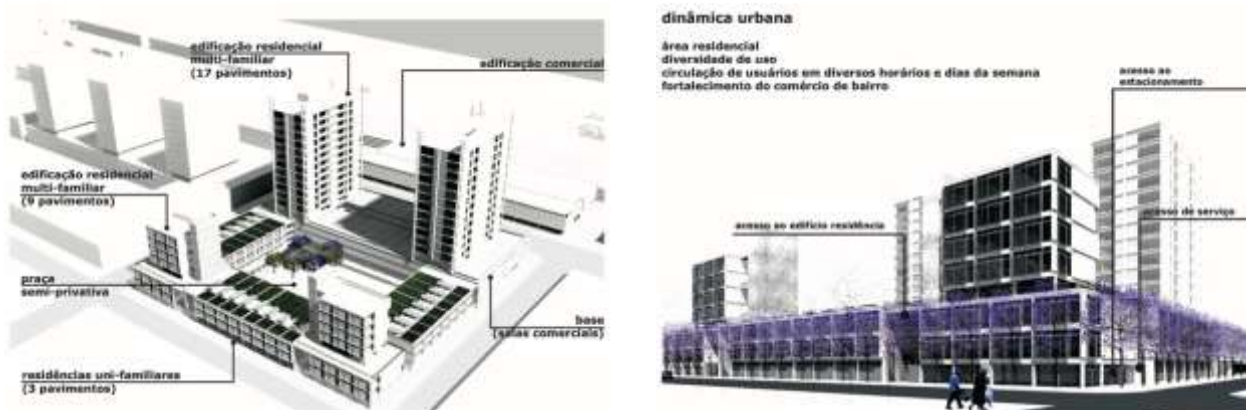 edificação residencial
multi-familiar
(17 pavimentos)
edificação comercial
edificação residencial
multi-familiar
(9 pavimentos)
praça
semi-privativa
base
(salas comerciais)
residências uni-familiares
(3 pavimentos)
dinâmica urbana
área residencial
diversidade de uso
circulação de usuários em diversos horários e dias da semana
fortalecimento do comércio de bairro
acesso ao
estacionamento
acesso de serviço
acesso ao edifício residência